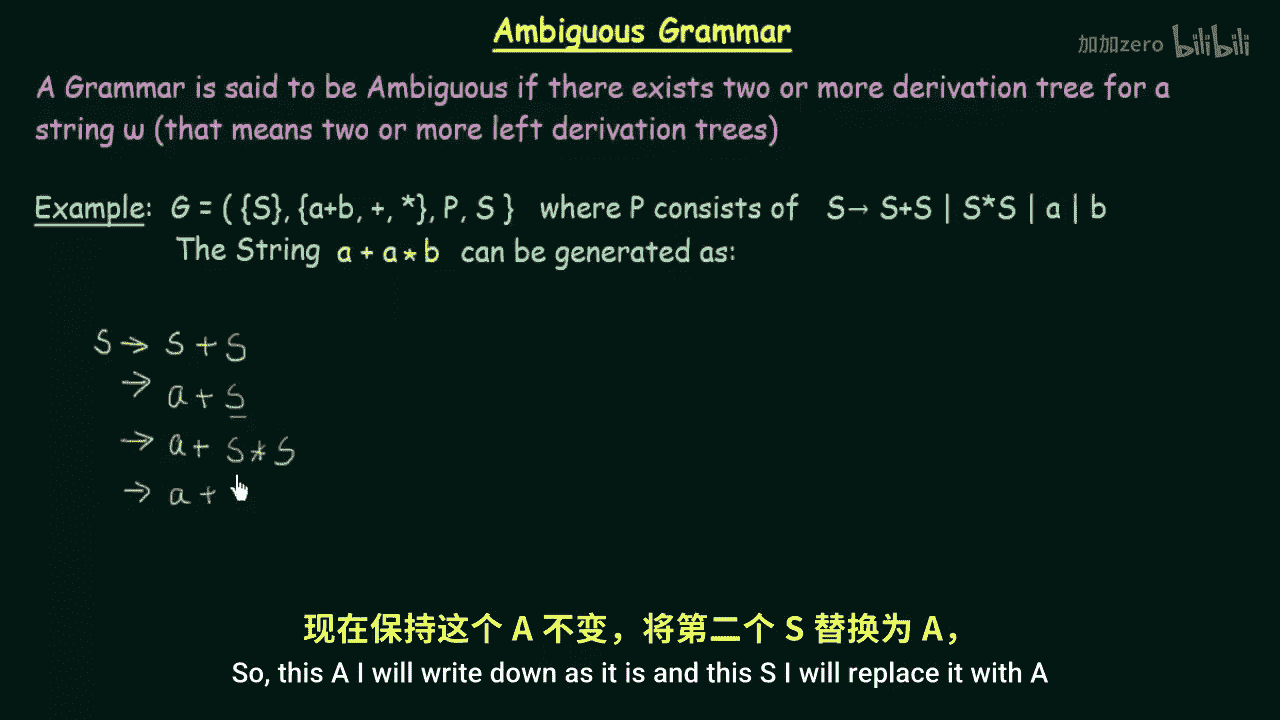 Ambiguous Grammar
加加zero bilibili
A Grammar is said to be Ambiguous if there exists two or more derivation tree for a
string ω (that means two or more left derivation trees)
Example: G = ( {S}, {a+b, +, *}, P, S } where P consists of S→ S+S | S*S | a | b
The String a + a * b can be generated as:
S → S + S
→ a + S
→ a + S * S
→ a +
现在保持这个 A 不变，将第二个 S 替换为 A，
So, this A I will write down as it is and this S I will replace it with A